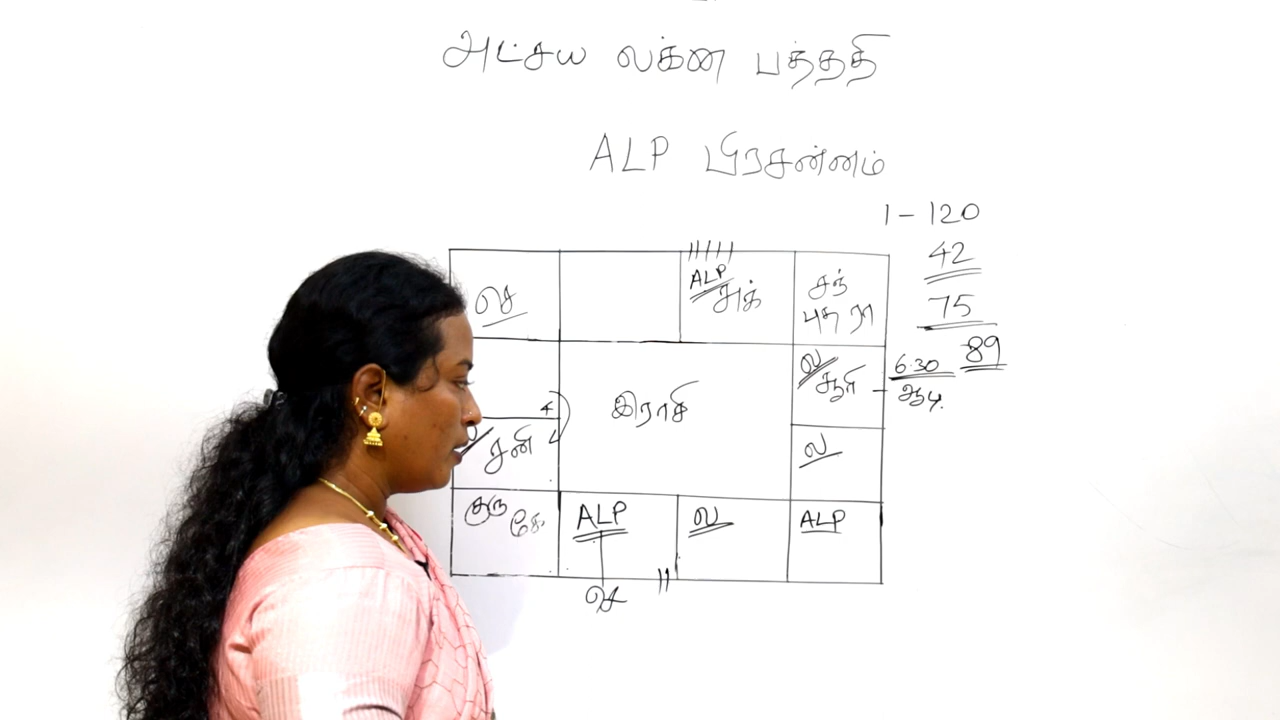 அட்சய லக்ன பத்ததி
ALP பிரசன்னம்
1 - 120
42
75
89
செ
ALP
சுக்
சந்
புத ரா
ல
சூரி
6.30
ஆடி
4
இராசி
சனி
ல
குரு
கே
ALP
ல
ALP
செ